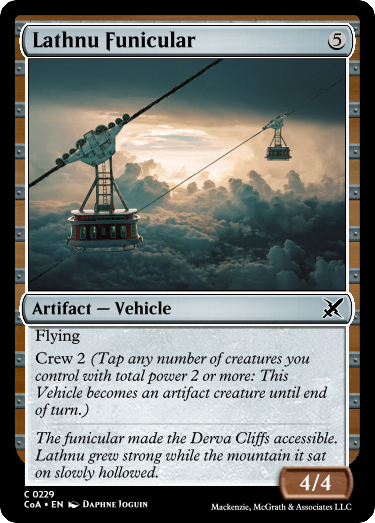 Lathnu Funicular 5
Artifact — Vehicle
Flying
Crew 2 (Tap any number of creatures you
control with total power 2 or more: This
Vehicle becomes an artifact creature until end
of turn.)
The funicular made the Derva Cliffs accessible.
Lathnu grew strong while the mountain it sat
on slowly hollowed.
4/4
C 0229
CoA • EN Daphne Joguin
Mackenzie, McGrath & Associates LLC